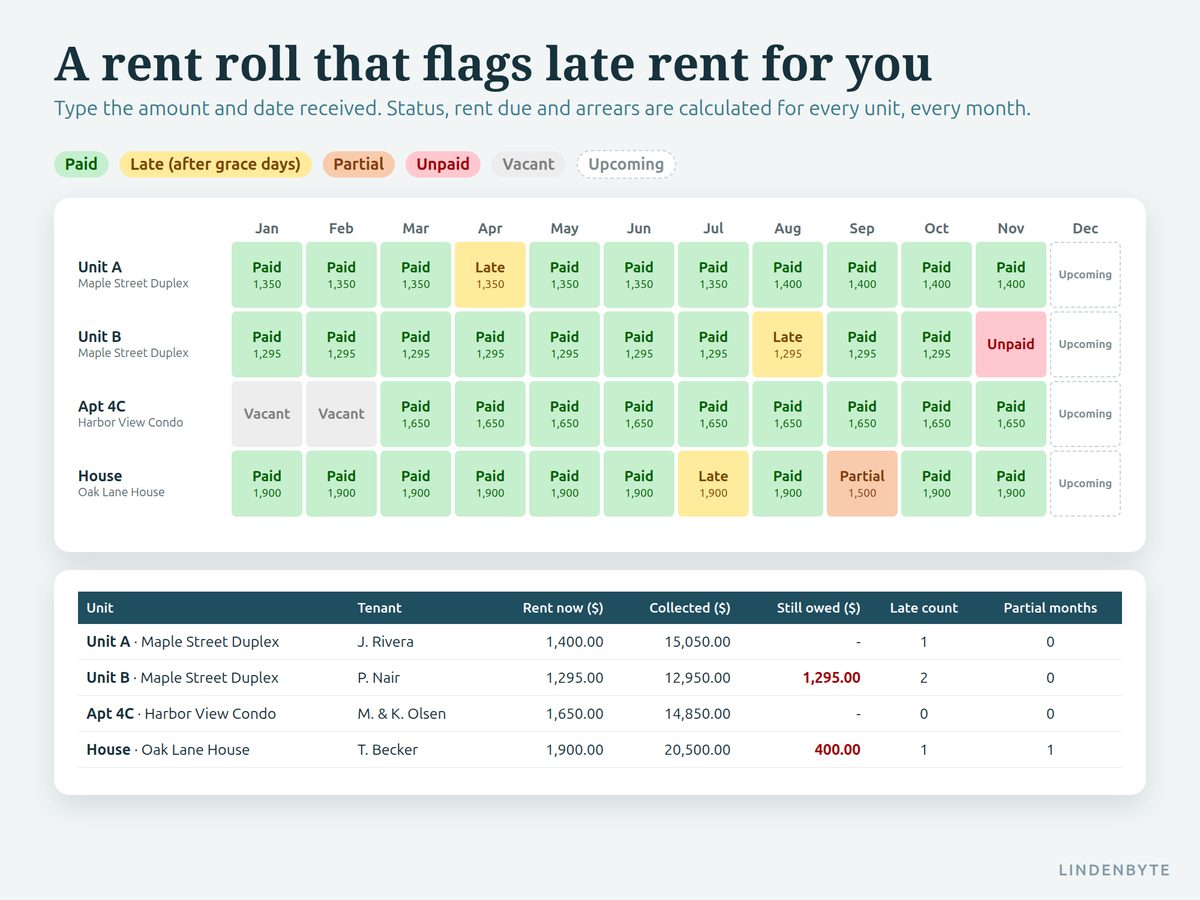 A rent roll that flags late rent for you
Type the amount and date received. Status, rent due and arrears are calculated for every unit, every month.
Paid Late (after grace days) Partial Unpaid Vacant Upcoming
Jan Feb Mar Apr May Jun Jul Aug Sep Oct Nov Dec
Unit A Paid Paid Paid Late Paid Paid Paid Paid Paid Paid Paid Upcoming
Maple Street Duplex 1,350 1,350 1,350 1,350 1,350 1,350 1,350 1,400 1,400 1,400 1,400
Unit B Paid Paid Paid Paid Paid Paid Paid Late Paid Paid Unpaid Upcoming
Maple Street Duplex 1,295 1,295 1,295 1,295 1,295 1,295 1,295 1,295 1,295 1,295
Apt 4C Vacant Vacant Paid Paid Paid Paid Paid Paid Paid Paid Paid Upcoming
Harbor View Condo 1,650 1,650 1,650 1,650 1,650 1,650 1,650 1,650 1,650
House Paid Paid Paid Paid Paid Paid Late Paid Partial Paid Paid Upcoming
Oak Lane House 1,900 1,900 1,900 1,900 1,900 1,900 1,900 1,900 1,500 1,900 1,900
Unit Tenant Rent now ($) Collected ($) Still owed ($) Late count Partial months
Unit A · Maple Street Duplex J. Rivera 1,400.00 15,050.00 - 1 0
Unit B · Maple Street Duplex P. Nair 1,295.00 12,950.00 1,295.00 2 0
Apt 4C · Harbor View Condo M. & K. Olsen 1,650.00 14,850.00 - 0 0
House · Oak Lane House T. Becker 1,900.00 20,500.00 400.00 1 1
LINDENBYTE